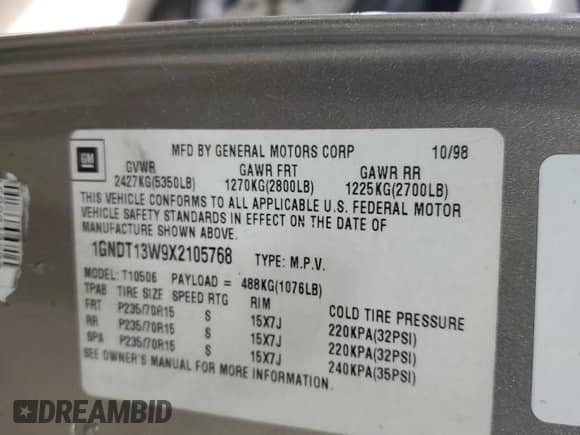 GM
MFD BY GENERAL MOTORS CORP 10/98
GVWR GAWR FRT GAWR RR
2427KG(5350LB) 1270KG(2800LB) 1225KG(2700LB)
THIS VEHICLE CONFORMS TO ALL APPLICABLE U.S. FEDERAL MOTOR
VEHICLE SAFETY STANDARDS IN EFFECT ON THE DATE OF
MANUFACTURE SHOWN ABOVE.
1GNDT13W9X2105768 TYPE: M.P.V.
MODEL: T10506 PAYLOAD = 488KG(1076LB)
TPAB TIRE SIZE SPEED RTG RIM COLD TIRE PRESSURE
FRT P235/70R15 S 15X7J 220KPA(32PSI)
RR P235/70R15 S 15X7J 220KPA(32PSI)
SPA P235/70R15 S 15X7J 240KPA(35PSI)
SEE OWNER'S MANUAL FOR MORE INFORMATION.
DREAMBID